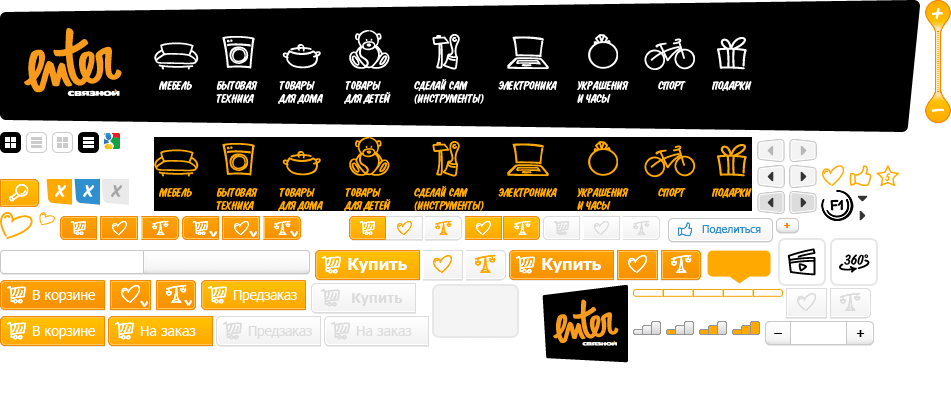 enter
СВЯЗНОЙ
МЕБЕЛЬ
БЫТОВАЯ
ТЕХНИКА
ТОВАРЫ
ДЛЯ ДОМА
ТОВАРЫ
ДЛЯ ДЕТЕЙ
СДЕЛАЙ САМ
(ИНСТРУМЕНТЫ)
ЭЛЕКТРОНИКА
УКРАШЕНИЯ
И ЧАСЫ
СПОРТ
ПОДАРКИ
МЕБЕЛЬ
БЫТОВАЯ
ТЕХНИКА
ТОВАРЫ
ДЛЯ ДОМА
ТОВАРЫ
ДЛЯ ДЕТЕЙ
СДЕЛАЙ САМ
(ИНСТРУМЕНТЫ)
ЭЛЕКТРОНИКА
УКРАШЕНИЯ
И ЧАСЫ
СПОРТ
ПОДАРКИ
F1
Поделиться
+
Купить
Купить
360°
В корзине
Предзаказ
Купить
В корзине
На заказ
Предзаказ
На заказ
enter
СВЯЗНОЙ
− +